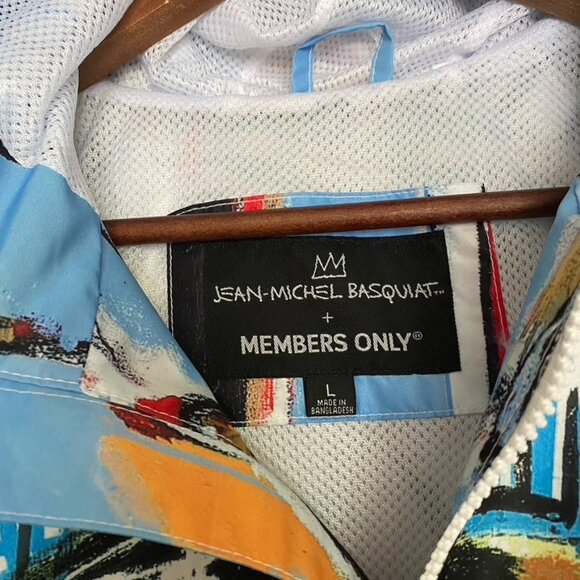 JEAN-MICHEL BASQUIAT™
+
MEMBERS ONLY®
L
MADE IN
BANGLADESH